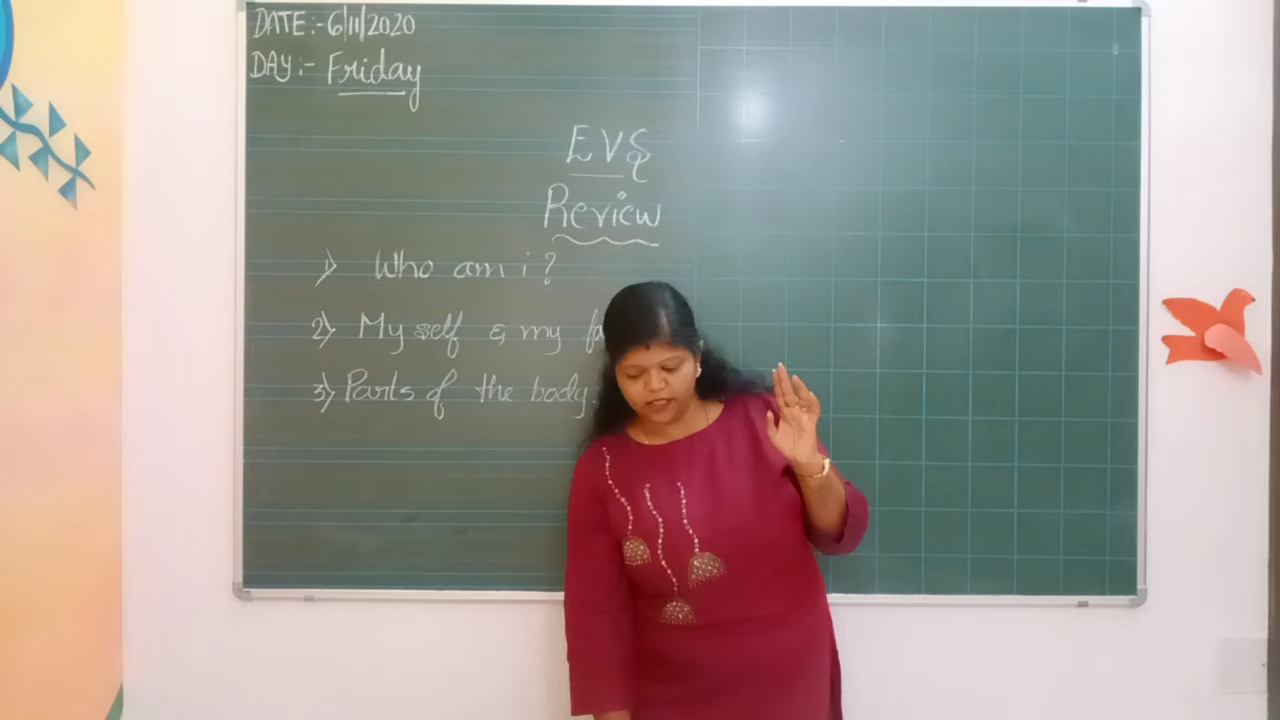 DATE:- 6/11/2020
DAY:- Friday
EVS
Review
1) Who am i?
2) My self & my
3) Parts of the body.